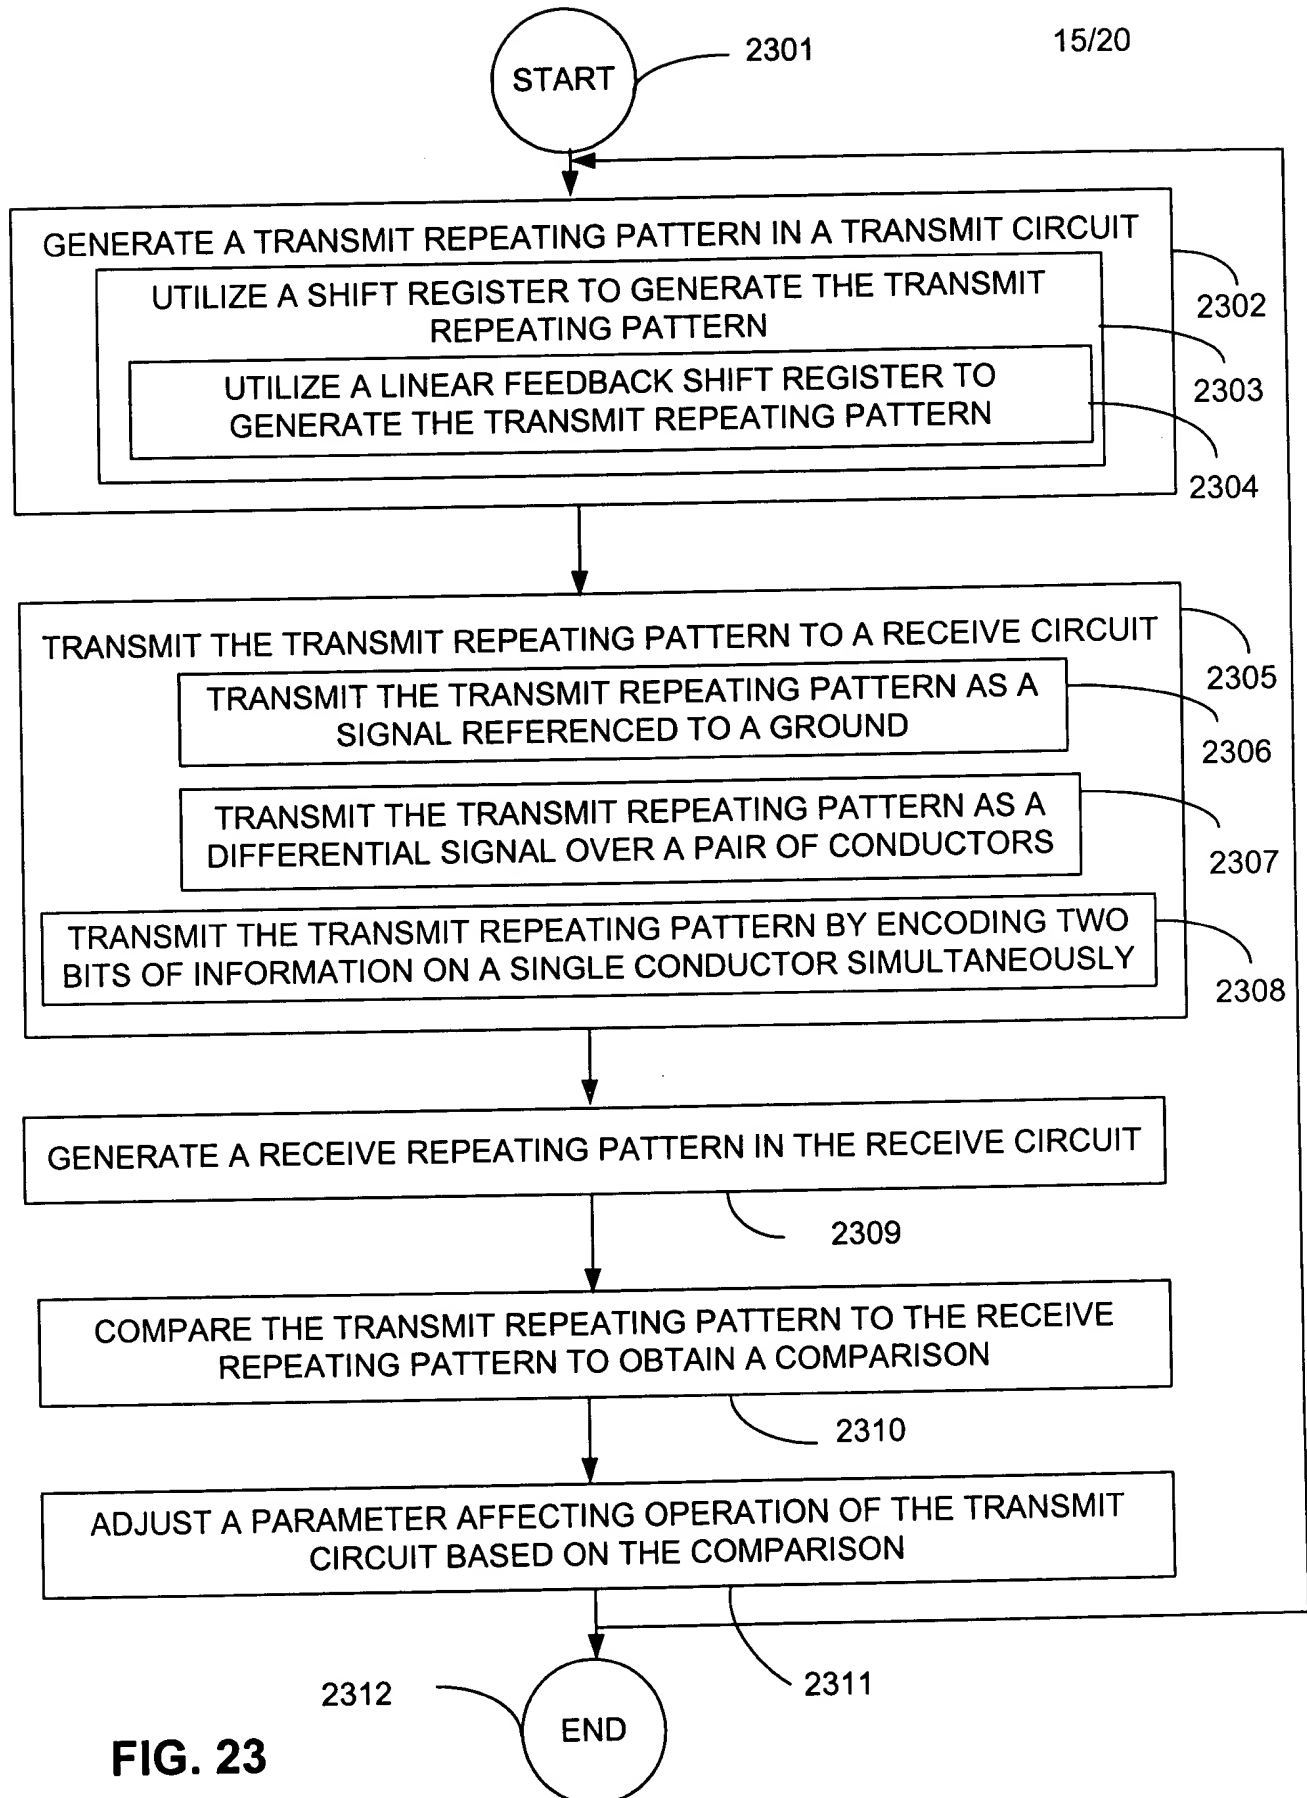 15/20
2301
START
GENERATE A TRANSMIT REPEATING PATTERN IN A TRANSMIT CIRCUIT
2302
UTILIZE A SHIFT REGISTER TO GENERATE THE TRANSMIT
REPEATING PATTERN
2303
UTILIZE A LINEAR FEEDBACK SHIFT REGISTER TO
GENERATE THE TRANSMIT REPEATING PATTERN
2304
TRANSMIT THE TRANSMIT REPEATING PATTERN TO A RECEIVE CIRCUIT
2305
TRANSMIT THE TRANSMIT REPEATING PATTERN AS A
SIGNAL REFERENCED TO A GROUND
2306
TRANSMIT THE TRANSMIT REPEATING PATTERN AS A
DIFFERENTIAL SIGNAL OVER A PAIR OF CONDUCTORS
2307
TRANSMIT THE TRANSMIT REPEATING PATTERN BY ENCODING TWO
BITS OF INFORMATION ON A SINGLE CONDUCTOR SIMULTANEOUSLY
2308
GENERATE A RECEIVE REPEATING PATTERN IN THE RECEIVE CIRCUIT
2309
COMPARE THE TRANSMIT REPEATING PATTERN TO THE RECEIVE
REPEATING PATTERN TO OBTAIN A COMPARISON
2310
ADJUST A PARAMETER AFFECTING OPERATION OF THE TRANSMIT
CIRCUIT BASED ON THE COMPARISON
2311
2312
END
FIG. 23